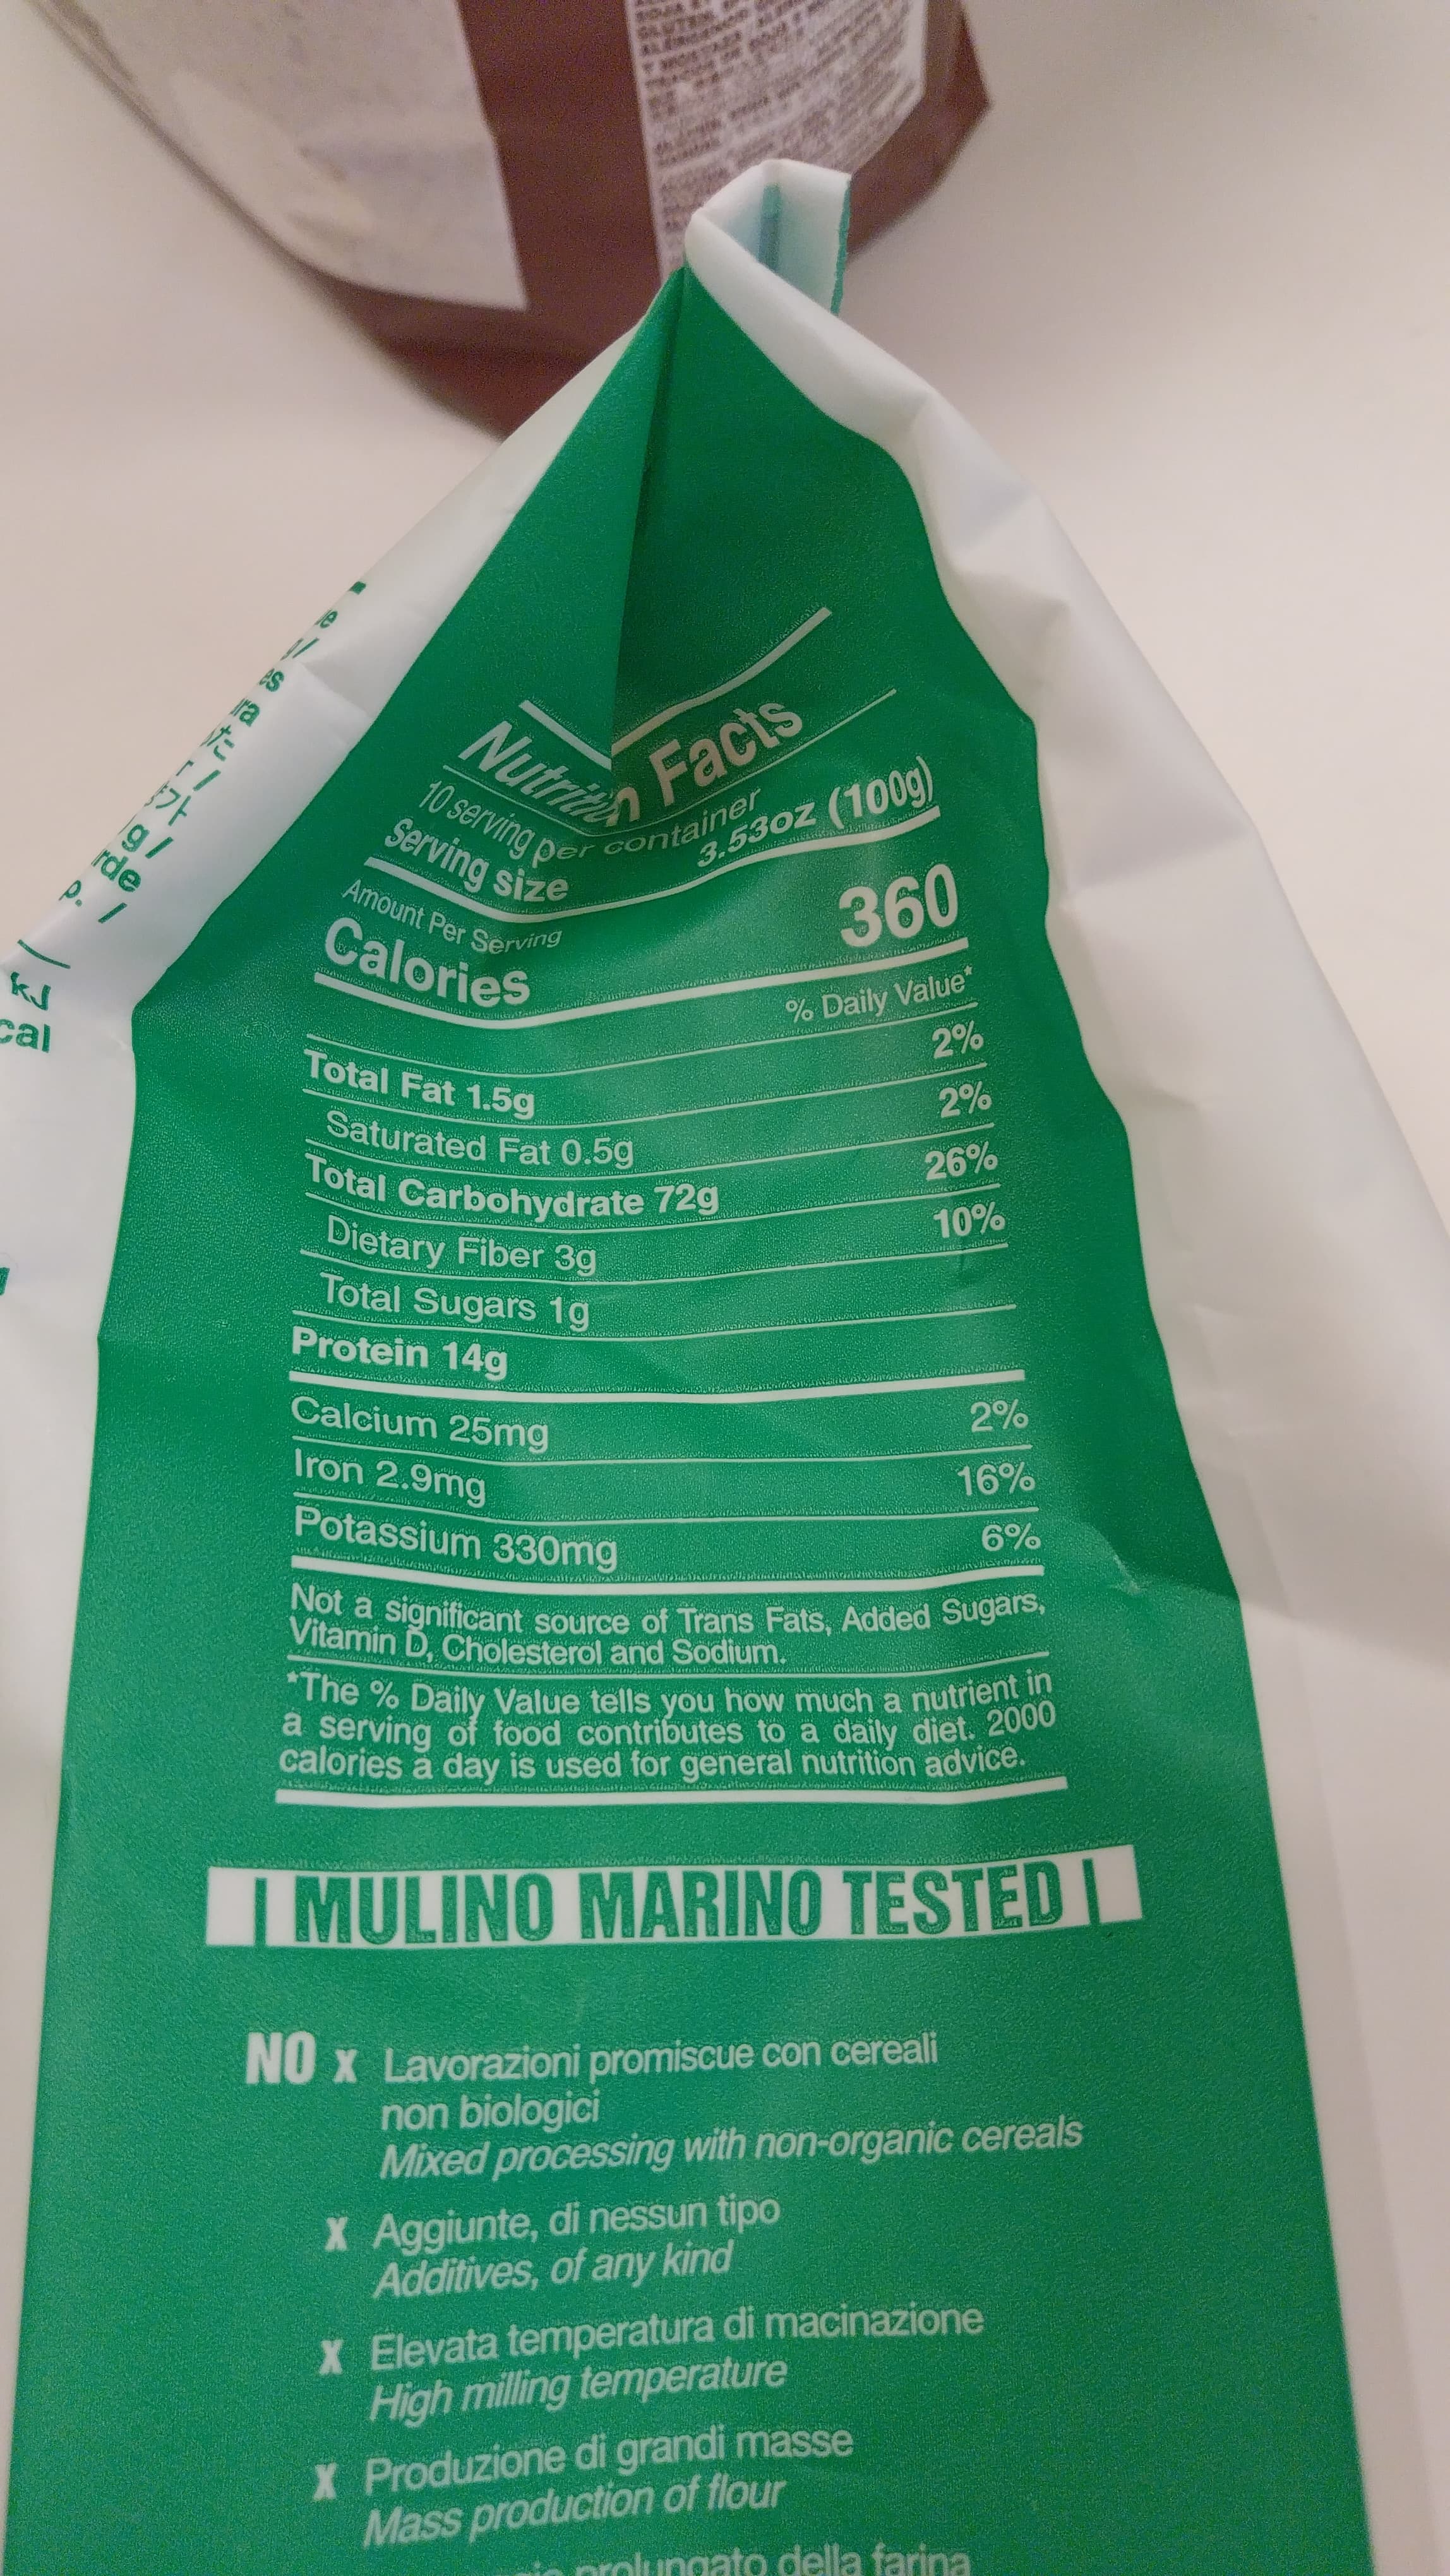 Nutrition Facts
10 serving per container
Serving size 3.53oz (100g)
Amount Per Serving
Calories 360
% Daily Value*
Total Fat 1.5g 2%
Saturated Fat 0.5g 2%
Total Carbohydrate 72g 26%
Dietary Fiber 3g 10%
Total Sugars 1g
Protein 14g
Calcium 25mg 2%
Iron 2.9mg 16%
Potassium 330mg 6%
Not a significant source of Trans Fats, Added Sugars,
Vitamin D, Cholesterol and Sodium.
*The % Daily Value tells you how much a nutrient in
a serving of food contributes to a daily diet. 2000
calories a day is used for general nutrition advice.
| MULINO MARINO TESTED |
NO x Lavorazioni promiscue con cereali
non biologici
Mixed processing with non-organic cereals
x Aggiunte, di nessun tipo
Additives, of any kind
x Elevata temperatura di macinazione
High milling temperature
x Produzione di grandi masse
Mass production of flour
prolungato della farina
kJ